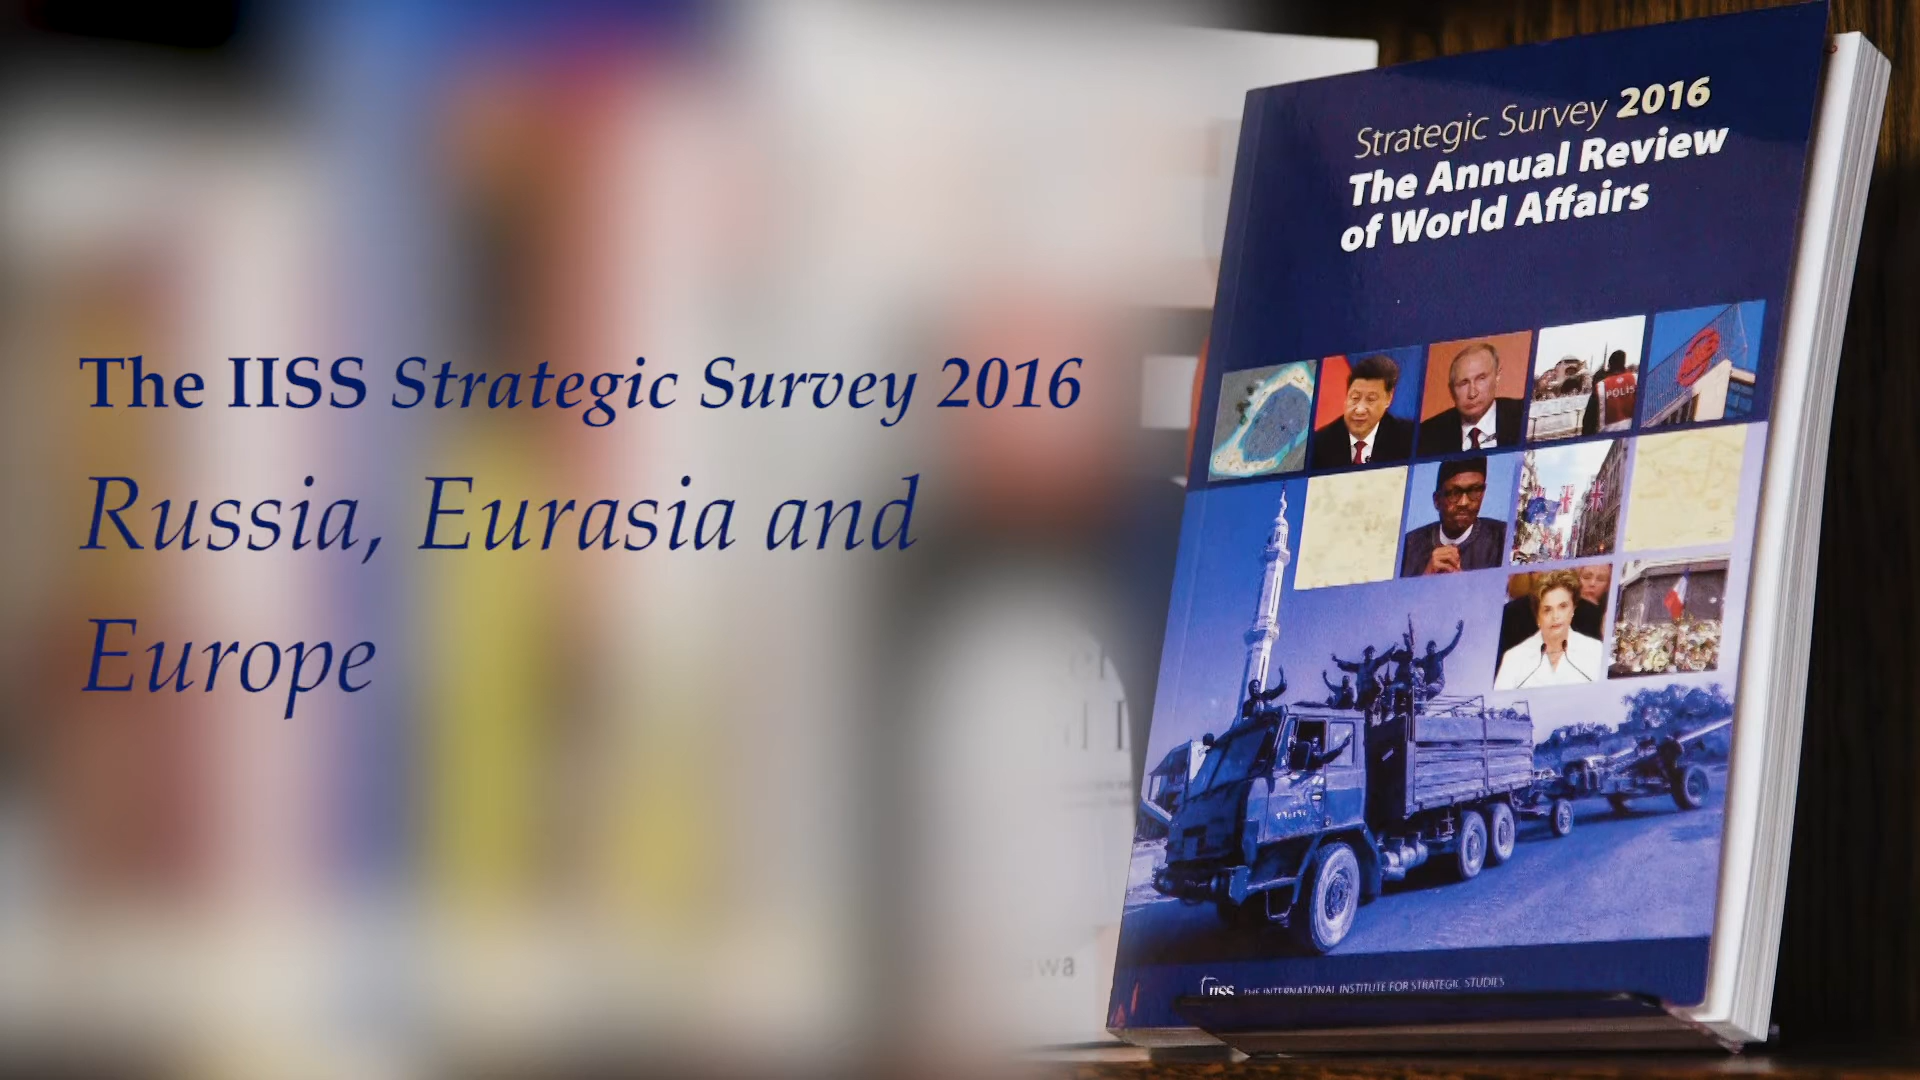 The IISS Strategic Survey 2016
Russia, Eurasia and
Europe
Strategic Survey 2016
The Annual Review
of World Affairs
POLIS
IISS THE INTERNATIONAL INSTITUTE FOR STRATEGIC STUDIES